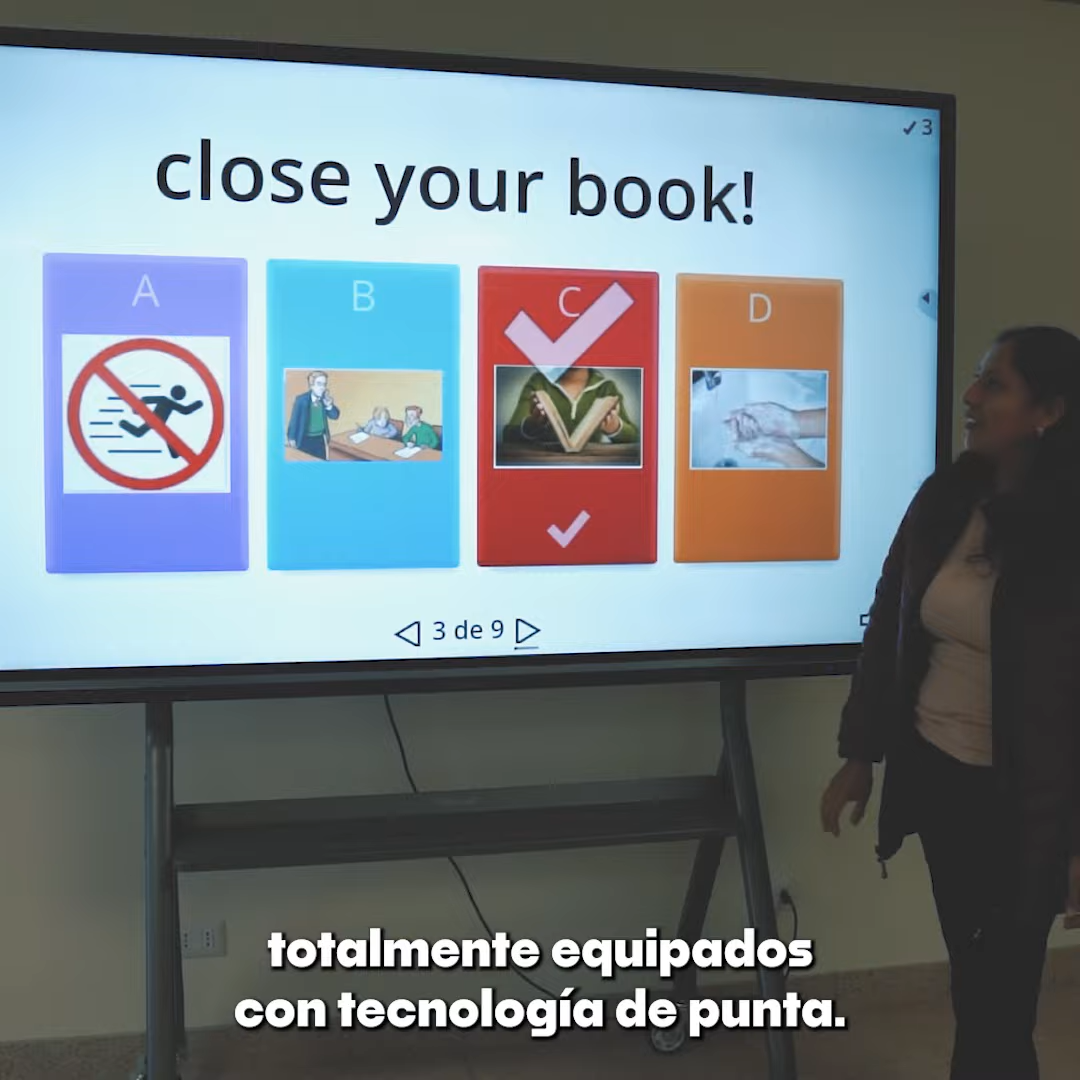 ✓ 3
close your book!
A
B
C
D
3 de 9
totalmente equipados
con tecnología de punta.